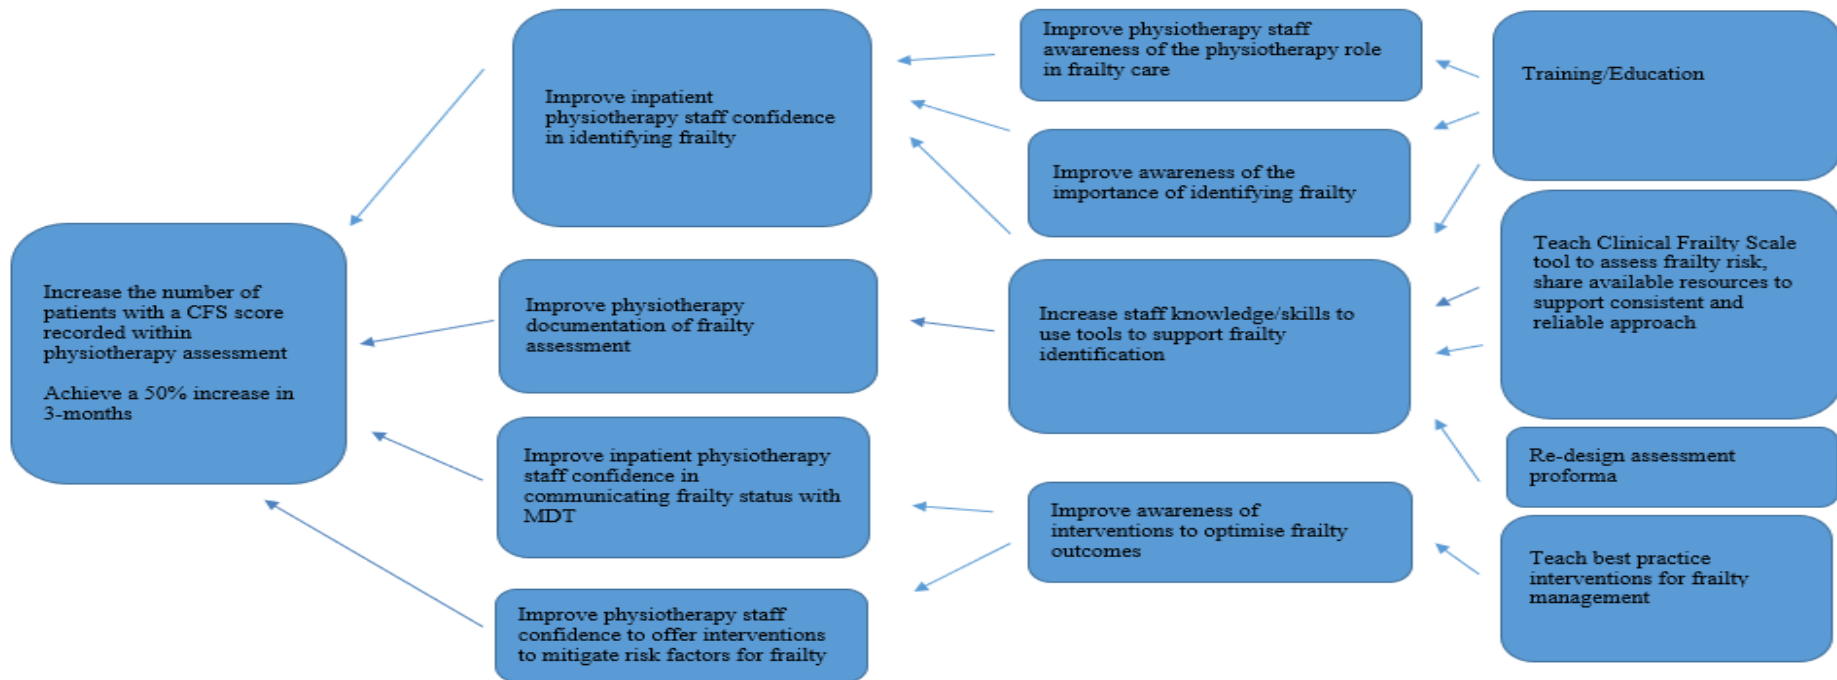 Increase the number of
patients with a CFS score
recorded within
physiotherapy assessment
Achieve a 50% increase in
3-months
Improve inpatient
physiotherapy staff confidence
in identifying frailty
Improve physiotherapy
documentation of frailty
assessment
Improve inpatient physiotherapy
staff confidence in
communicating frailty status with
MDT
Improve physiotherapy staff
confidence to offer interventions
to mitigate risk factors for frailty
Improve physiotherapy staff
awareness of the physiotherapy role
in frailty care
Improve awareness of the
importance of identifying frailty
Increase staff knowledge/skills to
use tools to support frailty
identification
Improve awareness of
interventions to optimise frailty
outcomes
Training/Education
Teach Clinical Frailty Scale
tool to assess frailty risk,
share available resources to
support consistent and
reliable approach
Re-design assessment
proforma
Teach best practice
interventions for frailty
management